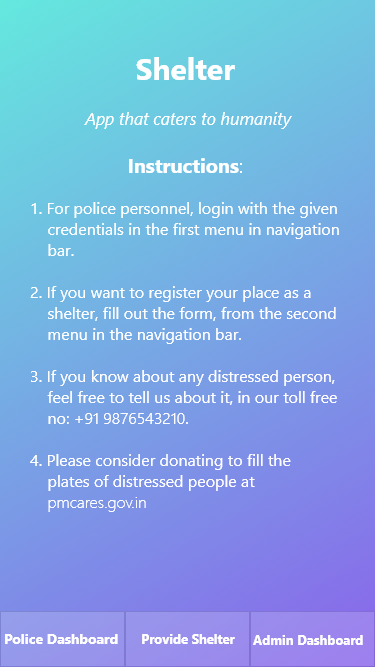 Shelter
App that caters to humanity
Instructions:
1. For police personnel, login with the given
credentials in the first menu in navigation
bar.
2. If you want to register your place as a
shelter, fill out the form, from the second
menu in the navigation bar.
3. If you know about any distressed person,
feel free to tell us about it, in our toll free
no: +91 9876543210.
4. Please consider donating to fill the
plates of distressed people at
pmcares.gov.in
Police Dashboard
Provide Shelter
Admin Dashboard